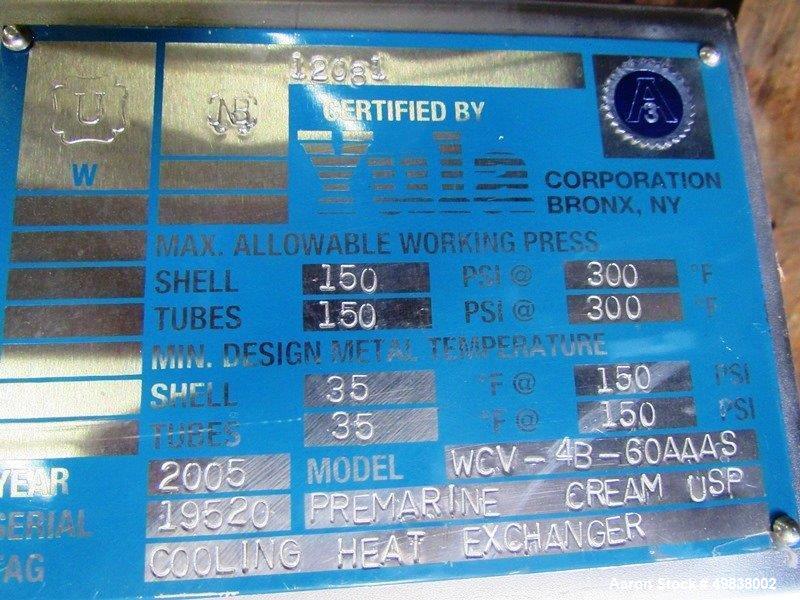 12081
U
NB
A
3
W
CERTIFIED BY
Yula
CORPORATION
BRONX, NY
MAX. ALLOWABLE WORKING PRESS
SHELL 150 PSI @ 300 °F
TUBES 150 PSI @ 300 °F
MIN. DESIGN METAL TEMPERATURE
SHELL 35 °F @ 150 PSI
TUBES 35 °F @ 150 PSI
YEAR 2005 MODEL WCV-4B-60AAAS
SERIAL 19520 PREMARINE CREAM USP
TAG COOLING HEAT EXCHANGER
Aaron Stock # 49838002